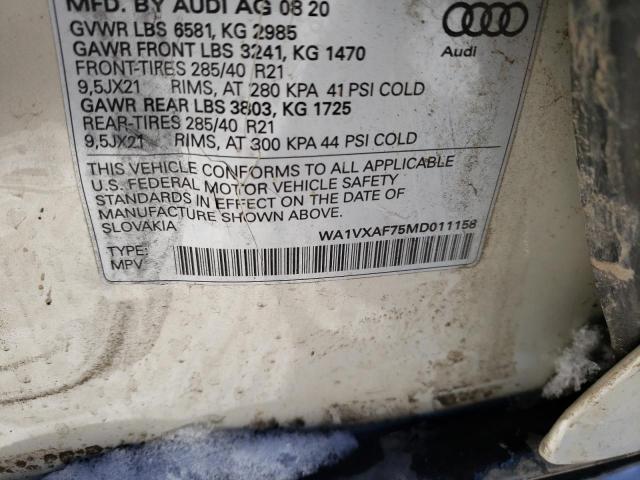 MFD. BY AUDI AG 08 20
GVWR LBS 6581, KG 2985
GAWR FRONT LBS 3241, KG 1470
FRONT-TIRES 285/40 R21
9,5JX21 RIMS, AT 280 KPA 41 PSI COLD
GAWR REAR LBS 3803, KG 1725
REAR-TIRES 285/40 R21
9,5JX21 RIMS, AT 300 KPA 44 PSI COLD
THIS VEHICLE CONFORMS TO ALL APPLICABLE
U.S. FEDERAL MOTOR VEHICLE SAFETY
STANDARDS IN EFFECT ON THE DATE OF
MANUFACTURE SHOWN ABOVE.
SLOVAKIA
WA1VXAF75MD011158
TYPE:
MPV
Audi